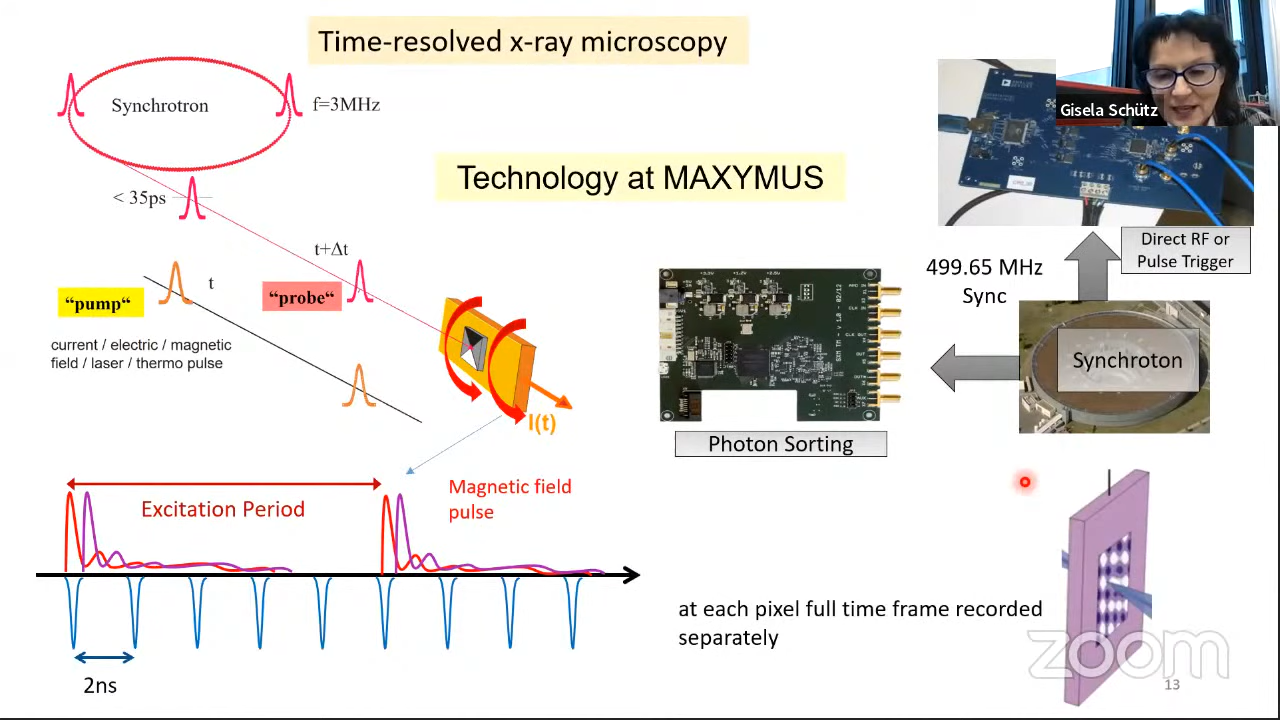 Time-resolved x-ray microscopy
Gisela Schütz
Synchrotron
f=3MHz
Technology at MAXYMUS
< 35ps
t+Δt
t
"pump"
"probe"
current / electric / magnetic
field / laser / thermo pulse
I(t)
499.65 MHz
Sync
Direct RF or
Pulse Trigger
Synchroton
Photon Sorting
Excitation Period
Magnetic field
pulse
2ns
at each pixel full time frame recorded
separately
zoom
13